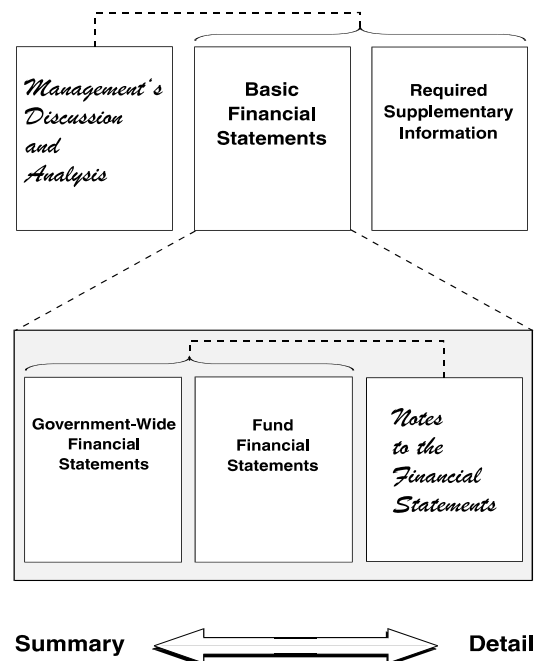 Management's
Discussion
and
Analysis
Basic
Financial
Statements
Required
Supplementary
Information
Government-Wide
Financial
Statements
Fund
Financial
Statements
Notes
to the
Financial
Statements
Summary
Detail